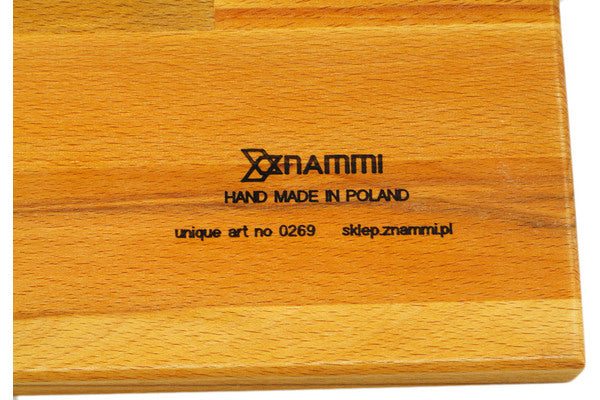 ZNAMMI
HAND MADE IN POLAND
unique art no 0269 sklep.znammi.pl